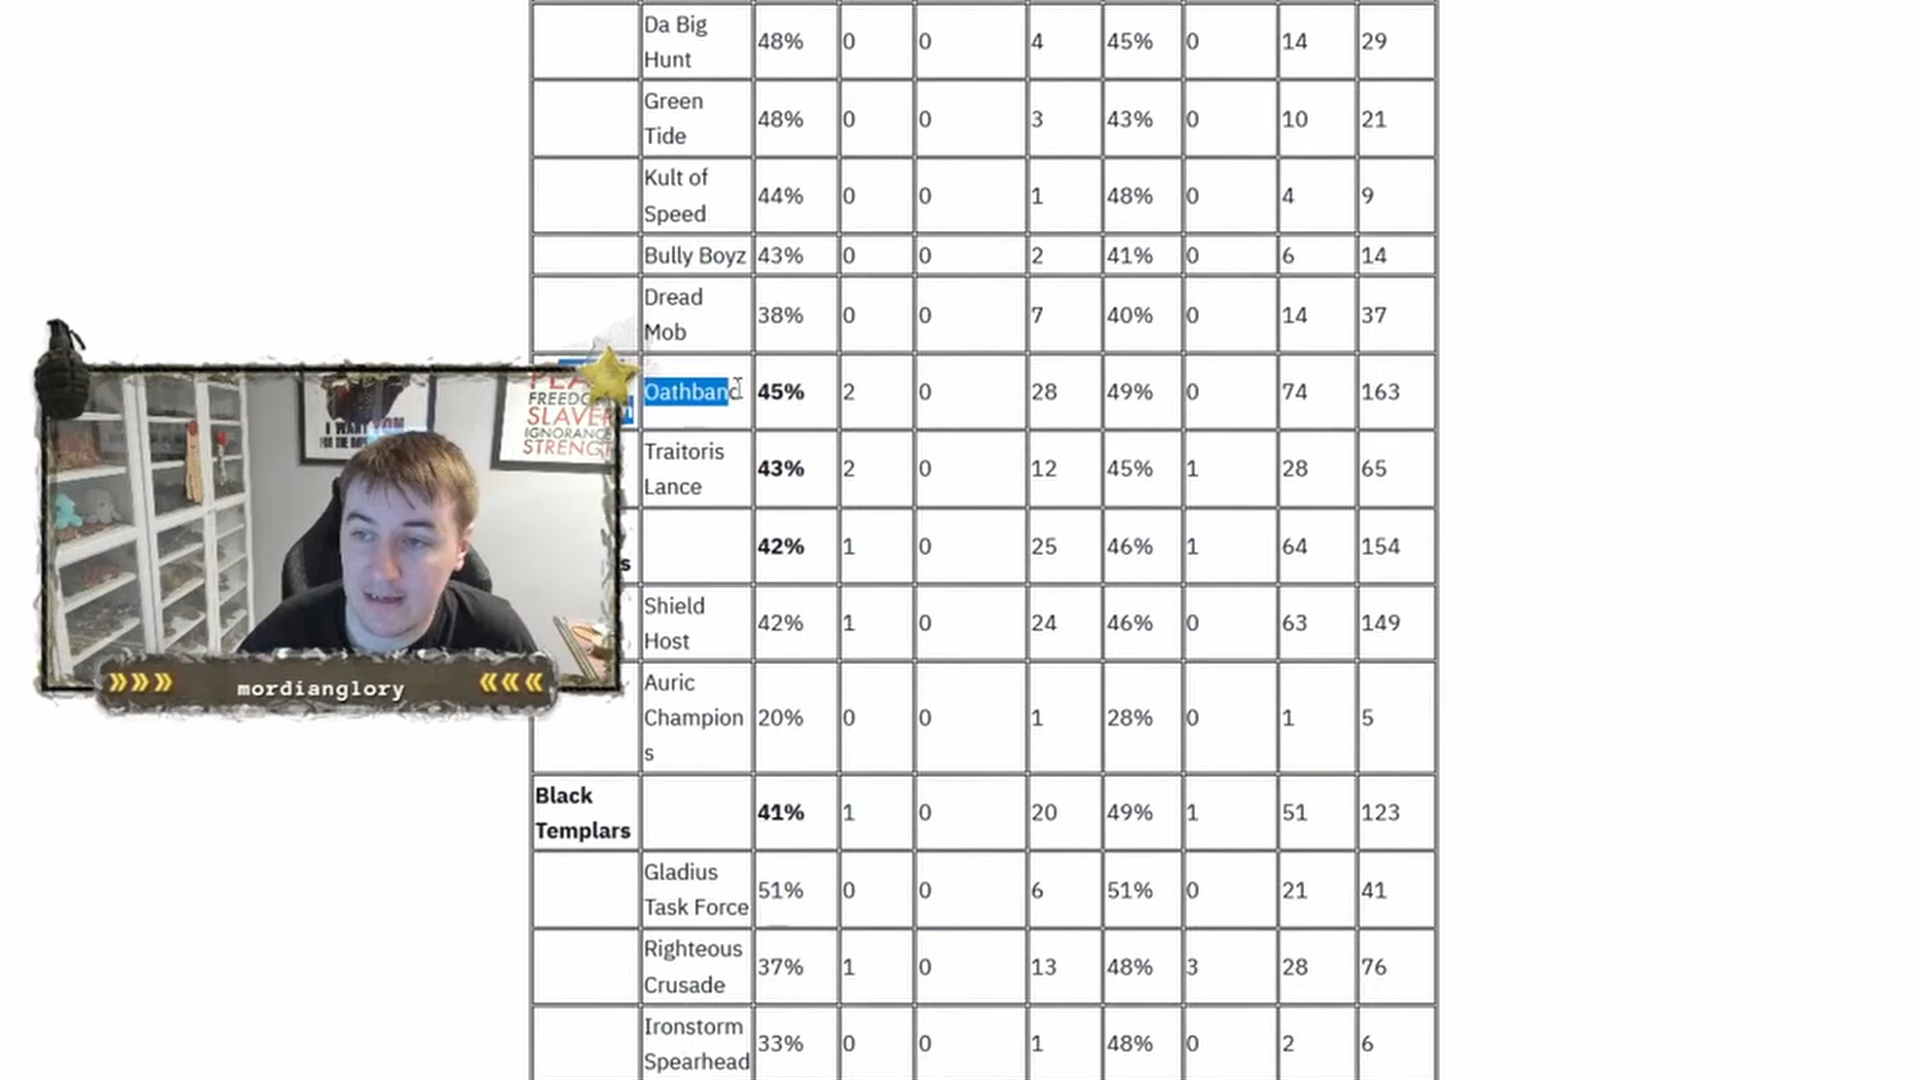 Da Big
Hunt
48% 0 0 4 45% 0 14 29
Green
Tide
48% 0 0 3 43% 0 10 21
Kult of
Speed
44% 0 0 1 48% 0 4 9
Bully Boyz 43% 0 0 2 41% 0 6 14
Dread
Mob
38% 0 0 7 40% 0 14 37
Oathband 45% 2 0 28 49% 0 74 163
n
Traitoris
Lance
43% 2 0 12 45% 1 28 65
42% 1 0 25 46% 1 64 154
s
Shield
Host
42% 1 0 24 46% 0 63 149
Auric
Champion
s
20% 0 0 1 28% 0 1 5
Black
Templars
41% 1 0 20 49% 1 51 123
Gladius
Task Force
51% 0 0 6 51% 0 21 41
Righteous
Crusade
37% 1 0 13 48% 3 28 76
Ironstorm
Spearhead
33% 0 0 1 48% 0 2 6
I WANT YOU
FREEDO
SLAVER
IGNORANCE
STRENGT
mordianglory